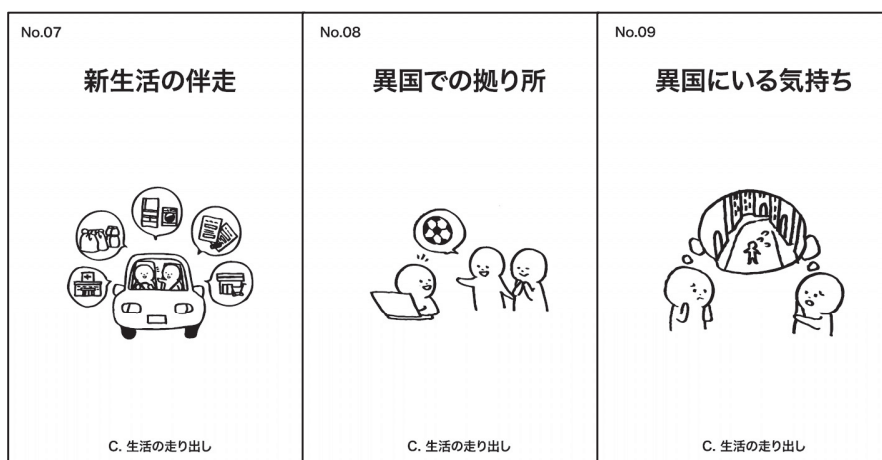 No.07
新生活の伴走
C. 生活の走り出し
No.08
異国での拠り所
C. 生活の走り出し
No.09
異国にいる気持ち
C. 生活の走り出し